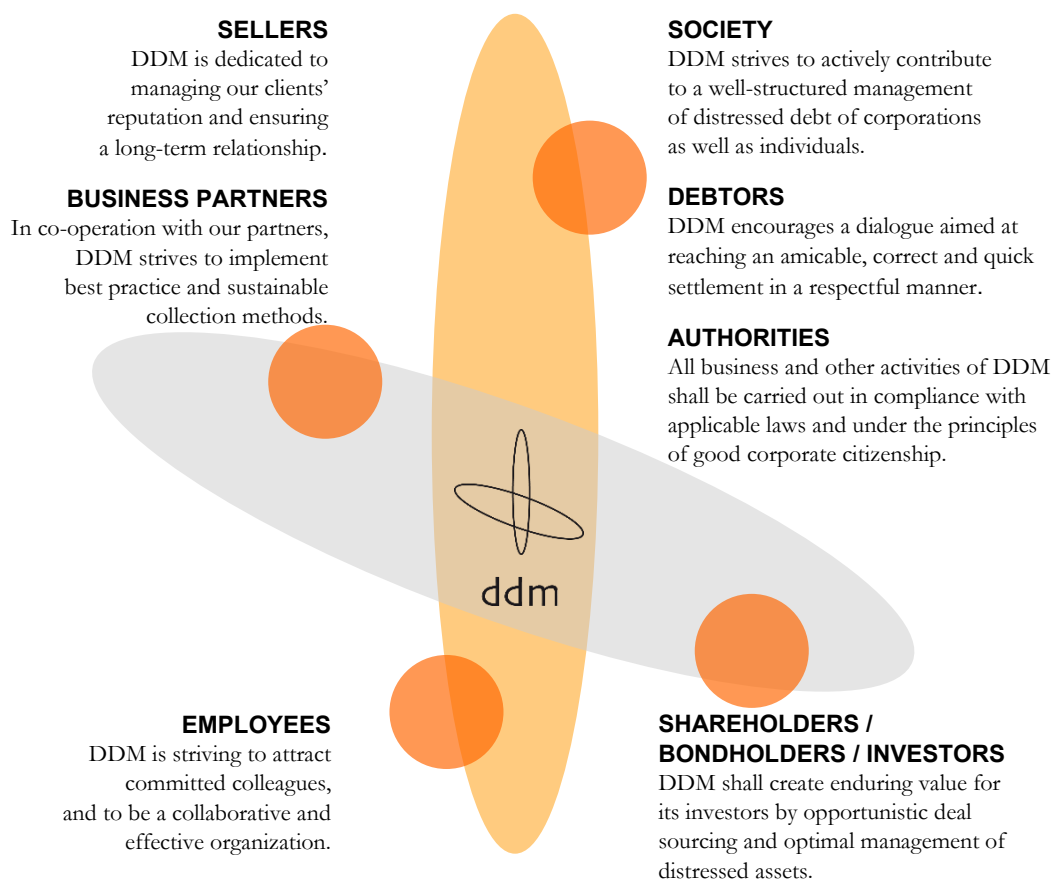 SELLERS
DDM is dedicated to
managing our clients’
reputation and ensuring
a long-term relationship.
BUSINESS PARTNERS
In co-operation with our partners,
DDM strives to implement
best practice and sustainable
collection methods.
SOCIETY
DDM strives to actively contribute
to a well-structured management
of distressed debt of corporations
as well as individuals.
DEBTORS
DDM encourages a dialogue aimed at
reaching an amicable, correct and quick
settlement in a respectful manner.
AUTHORITIES
All business and other activities of DDM
shall be carried out in compliance with
applicable laws and under the principles
of good corporate citizenship.
ddm
EMPLOYEES
DDM is striving to attract
committed colleagues,
and to be a collaborative and
effective organization.
SHAREHOLDERS /
BONDHOLDERS / INVESTORS
DDM shall create enduring value for
its investors by opportunistic deal
sourcing and optimal management of
distressed assets.